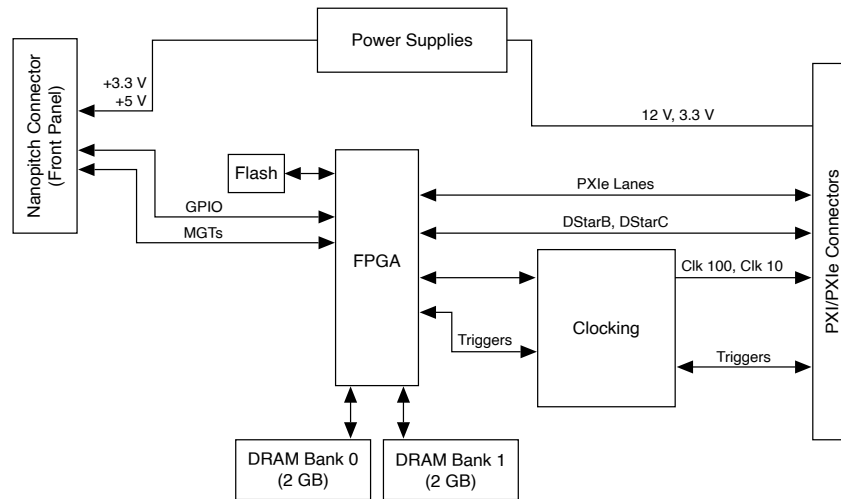 Power Supplies
+3.3 V
+5 V
12 V, 3.3 V
Nanopitch Connector
(Front Panel)
Flash
PXIe Lanes
GPIO
DStarB, DStarC
MGTs
FPGA
Clk 100, Clk 10
PXI/PXIe Connectors
Clocking
Triggers
Triggers
DRAM Bank 0
(2 GB)
DRAM Bank 1
(2 GB)